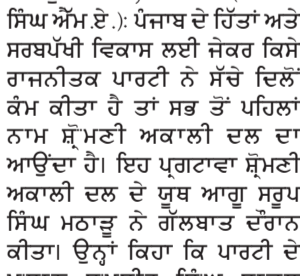 ਸਿੰਘ ਐੱਮ.ਏ.): ਪੰਜਾਬ ਦੇ ਹਿੱਤਾਂ ਅਤੇ
ਸਰਬਪੱਖੀ ਵਿਕਾਸ ਲਈ ਜੇਕਰ ਕਿਸੇ
ਰਾਜਨੀਤਕ ਪਾਰਟੀ ਨੇ ਸੱਚੇ ਦਿਲੋਂ
ਕੰਮ ਕੀਤਾ ਹੈ ਤਾਂ ਸਭ ਤੋਂ ਪਹਿਲਾਂ
ਨਾਮ ਸ਼੍ਰੋਮਣੀ ਅਕਾਲੀ ਦਲ ਦਾ
ਆਉਂਦਾ ਹੈ। ਇਹ ਪ੍ਰਗਟਾਵਾ ਸ਼੍ਰੋਮਣੀ
ਅਕਾਲੀ ਦਲ ਦੇ ਯੂਥ ਆਗੂ ਸਰੂਪ
ਸਿੰਘ ਮਠਾੜੂ ਨੇ ਗੱਲਬਾਤ ਦੌਰਾਨ
ਕੀਤਾ। ਉਨ੍ਹਾਂ ਕਿਹਾ ਕਿ ਪਾਰਟੀ ਦੇ